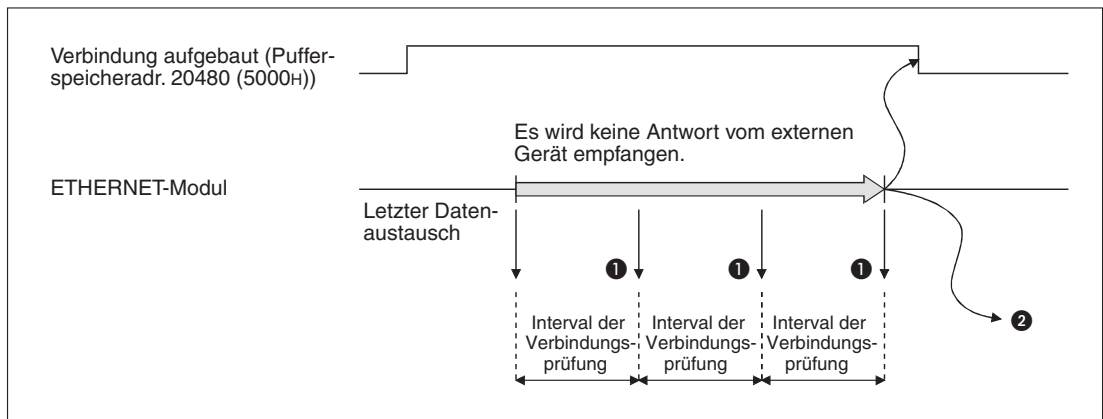 Verbindung aufgebaut (Puffer-
speicheradr. 20480 (5000H))
Es wird keine Antwort vom externen
Gerät empfangen.
ETHERNET-Modul
Letzter Daten-
austausch
❶ ❶ ❶
❷
Interval der Interval der Interval der
Verbindungs- Verbindungs- Verbindungs-
prüfung prüfung prüfung